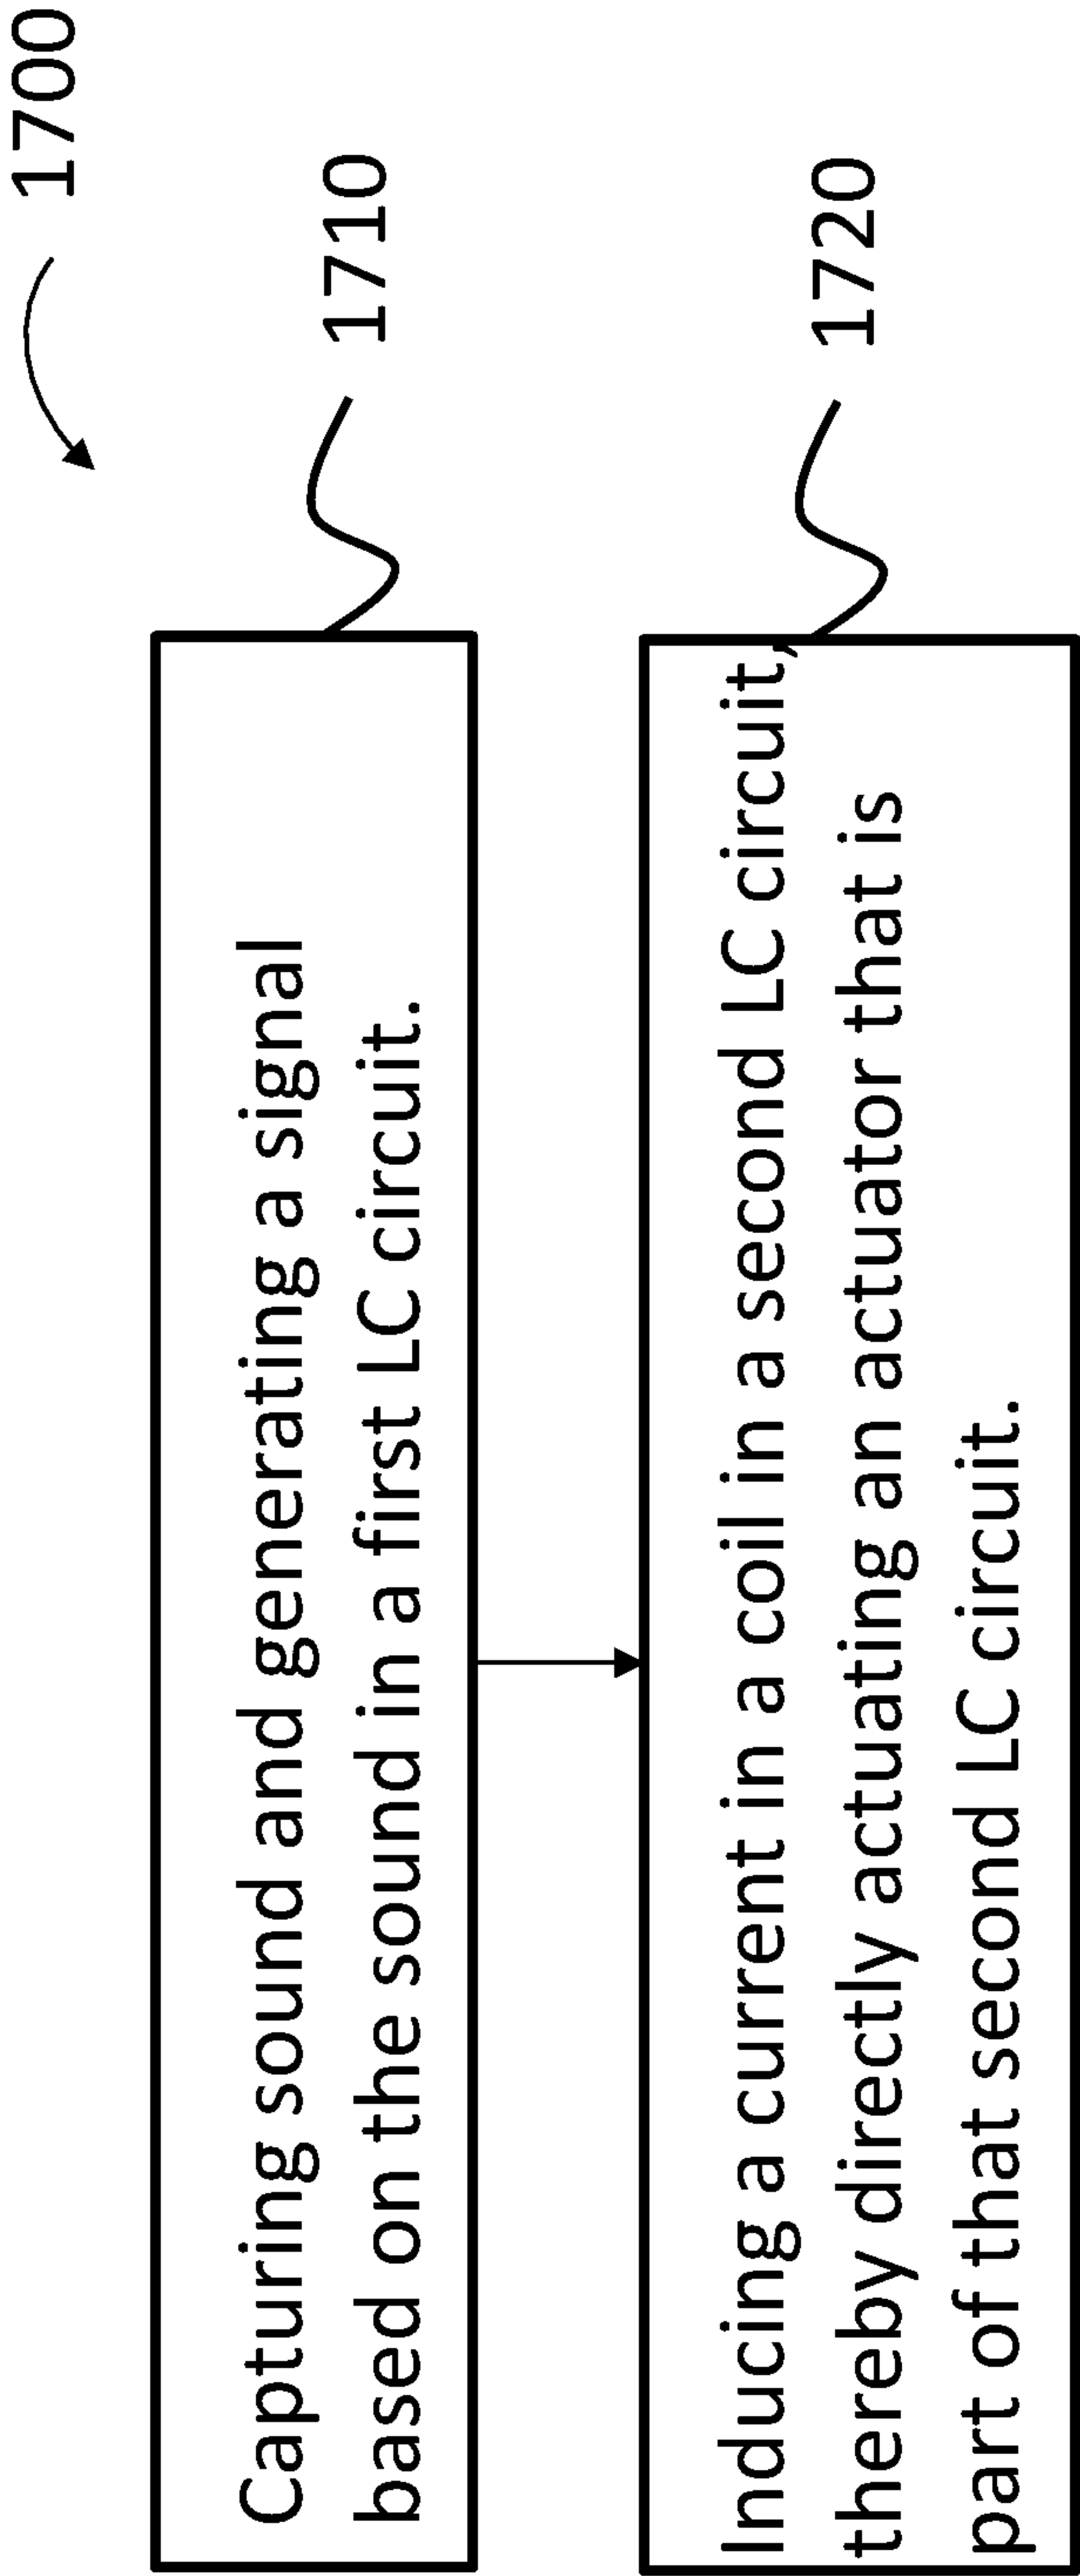 1700
Capturing sound and generating a signal
based on the sound in a first LC circuit.
1710
Inducing a current in a coil in a second LC circuit,
thereby directly actuating an actuator that is
part of that second LC circuit.
1720